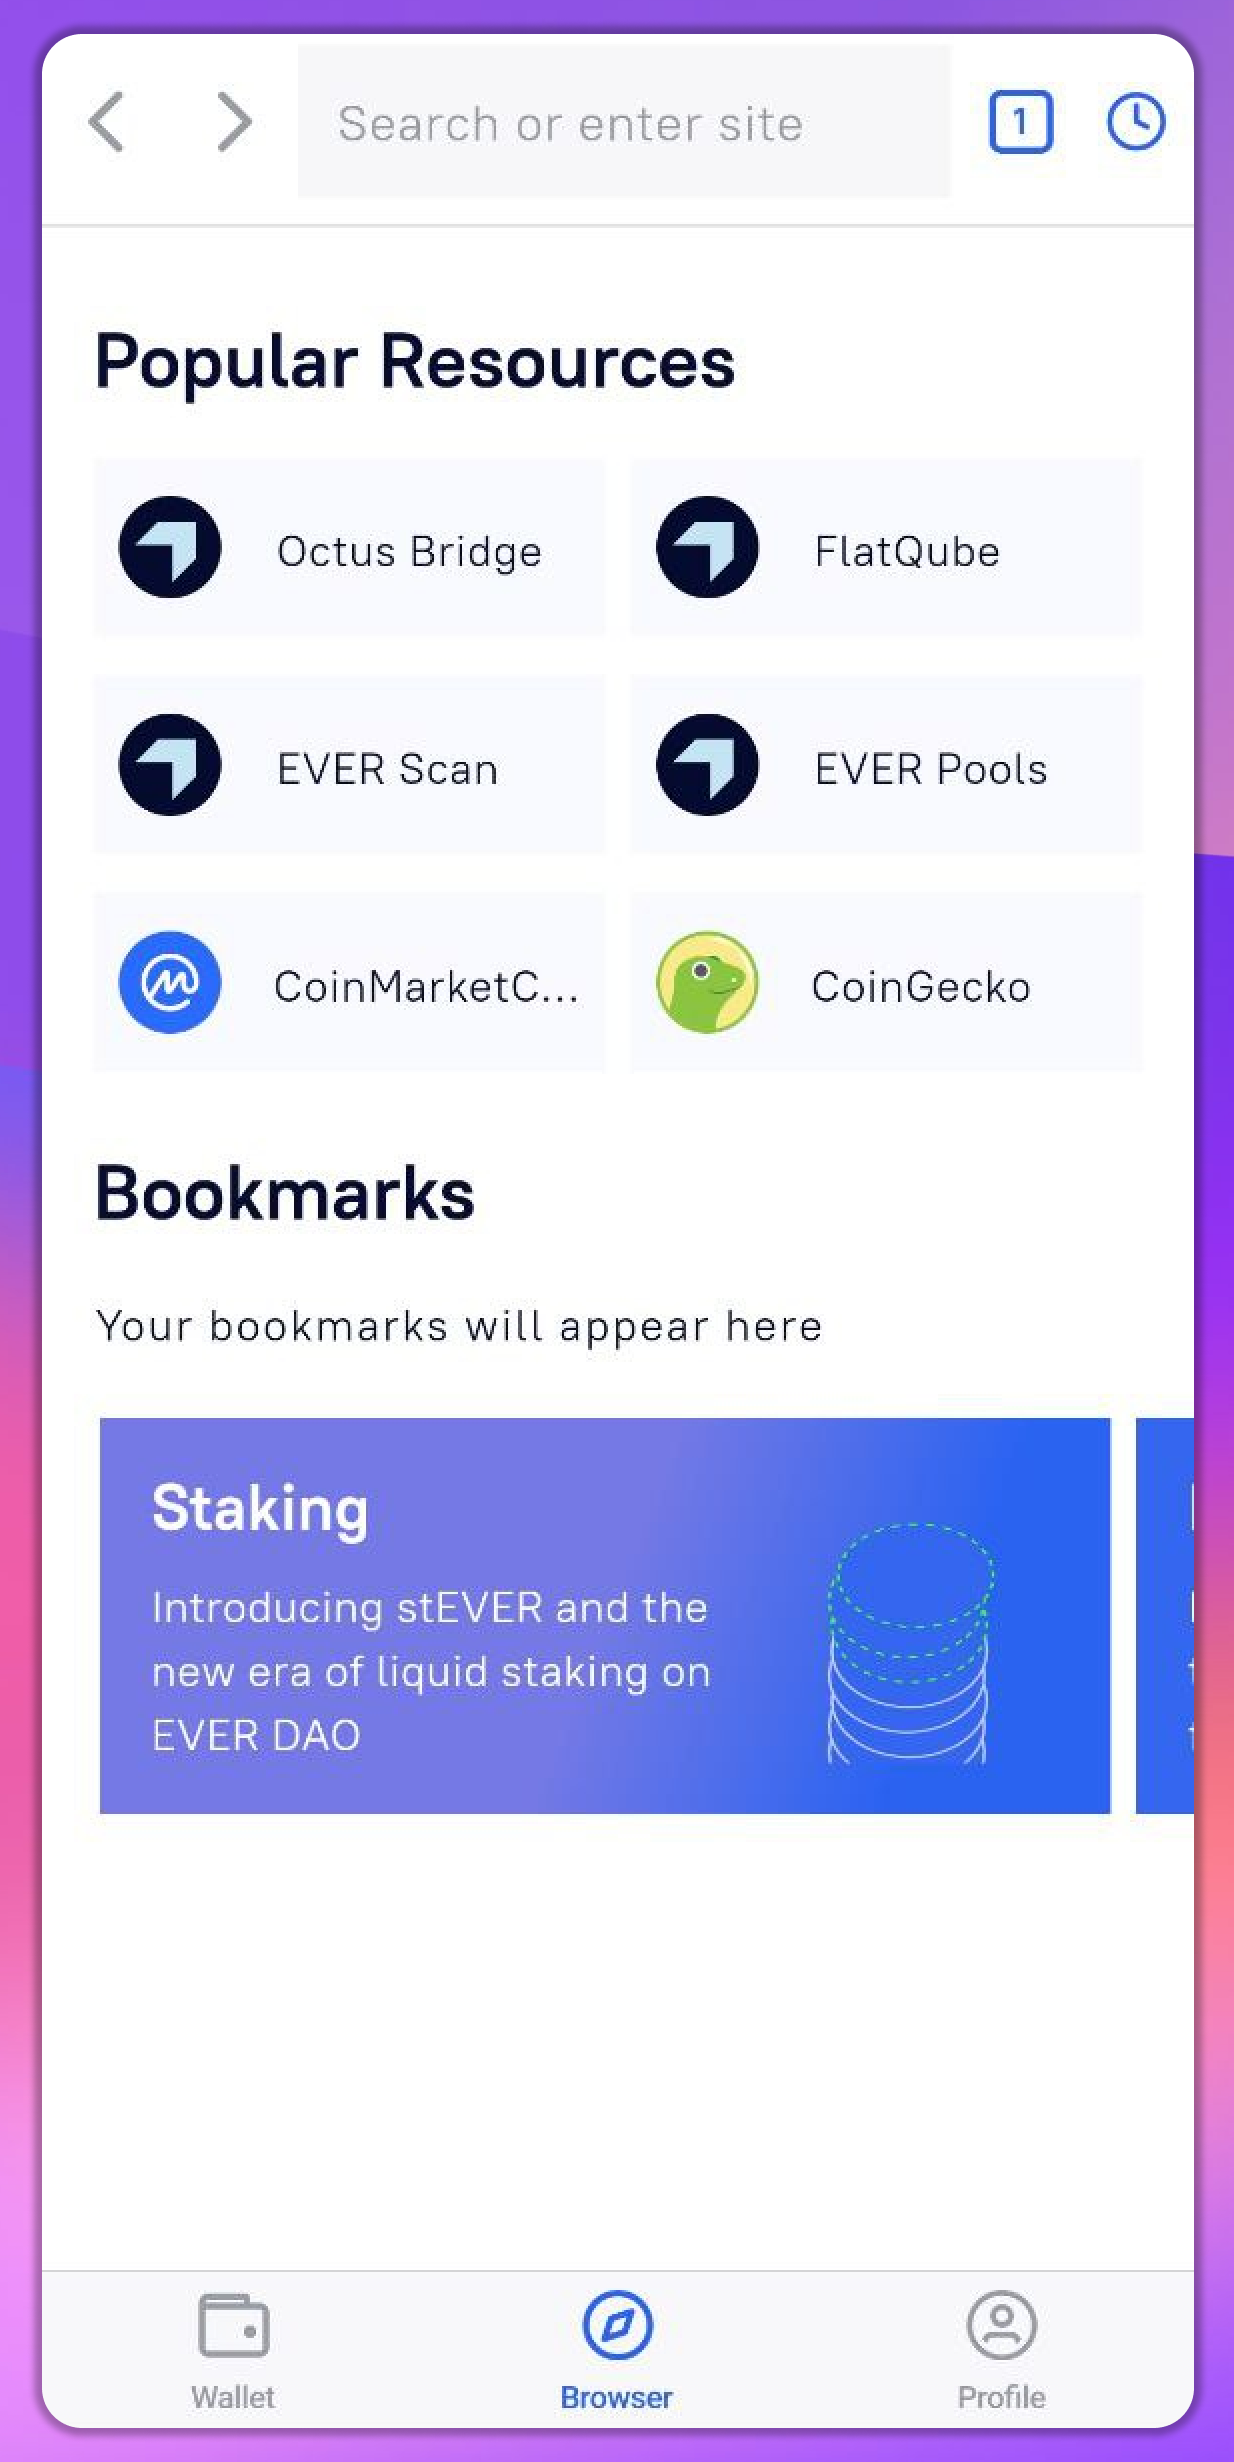 Search or enter site
1
Popular Resources
Octus Bridge
FlatQube
EVER Scan
EVER Pools
CoinMarketC...
CoinGecko
Bookmarks
Your bookmarks will appear here
Staking
Introducing stEVER and the
new era of liquid staking on
EVER DAO
Wallet
Browser
Profile